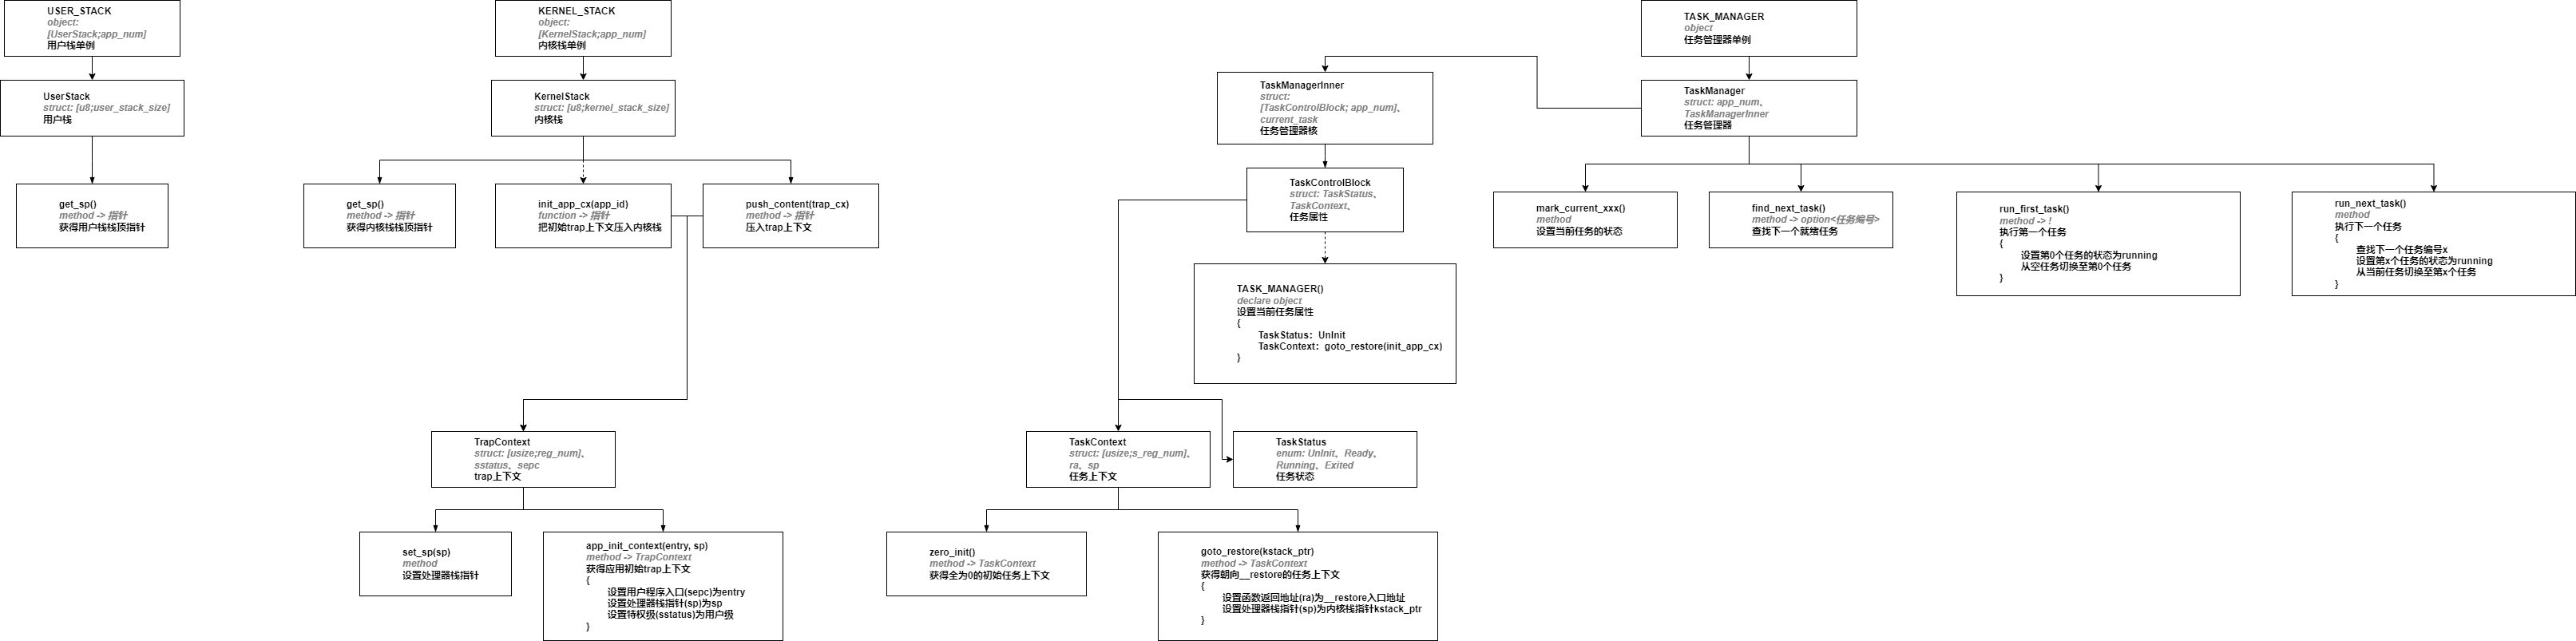 USER_STACK
object:
[UserStack;app_num]
用户栈单例
KERNEL_STACK
object:
[KernelStack;app_num]
内核栈单例
TASK_MANAGER
object
任务管理器单例
UserStack
struct: [u8;user_stack_size]
用户栈
KernelStack
struct: [u8;kernel_stack_size]
内核栈
TaskManagerInner
struct:
[TaskControlBlock; app_num]、
current_task
任务管理器核
TaskManager
struct: app_num、
TaskManagerInner
任务管理器
get_sp()
method -> 指针
获得用户栈栈顶指针
get_sp()
method -> 指针
获得内核栈栈顶指针
init_app_cx(app_id)
function -> 指针
把初始trap上下文压入内核栈
push_content(trap_cx)
method -> 指针
压入trap上下文
TaskControlBlock
struct: TaskStatus、
TaskContext、
任务属性
mark_current_xxx()
method
设置当前任务的状态
find_next_task()
method -> option<任务编号>
查找下一个就绪任务
run_first_task()
method -> !
执行第一个任务
{
设置第0个任务的状态为running
从空任务切换至第0个任务
}
run_next_task()
method
执行下一个任务
{
查找下一个任务编号x
设置第x个任务的状态为running
从当前任务切换至第x个任务
}
TASK_MANAGER()
declare object
设置当前任务属性
{
TaskStatus：UnInit
TaskContext：goto_restore(init_app_cx)
}
TrapContext
struct: [usize;reg_num]、
sstatus、sepc
trap上下文
TaskContext
struct: [usize;s_reg_num]、
ra、sp
任务上下文
TaskStatus
enum: UnInit、Ready、
Running、Exited
任务状态
set_sp(sp)
method
设置处理器栈指针
app_init_context(entry, sp)
method -> TrapContext
获得应用初始trap上下文
{
设置用户程序入口(sepc)为entry
设置处理器栈指针(sp)为sp
设置特权级(sstatus)为用户级
}
zero_init()
method -> TaskContext
获得全为0的初始任务上下文
goto_restore(kstack_ptr)
method -> TaskContext
获得朝向__restore的任务上下文
{
设置函数返回地址(ra)为__restore入口地址
设置处理器栈指针(sp)为内核栈指针kstack_ptr
}